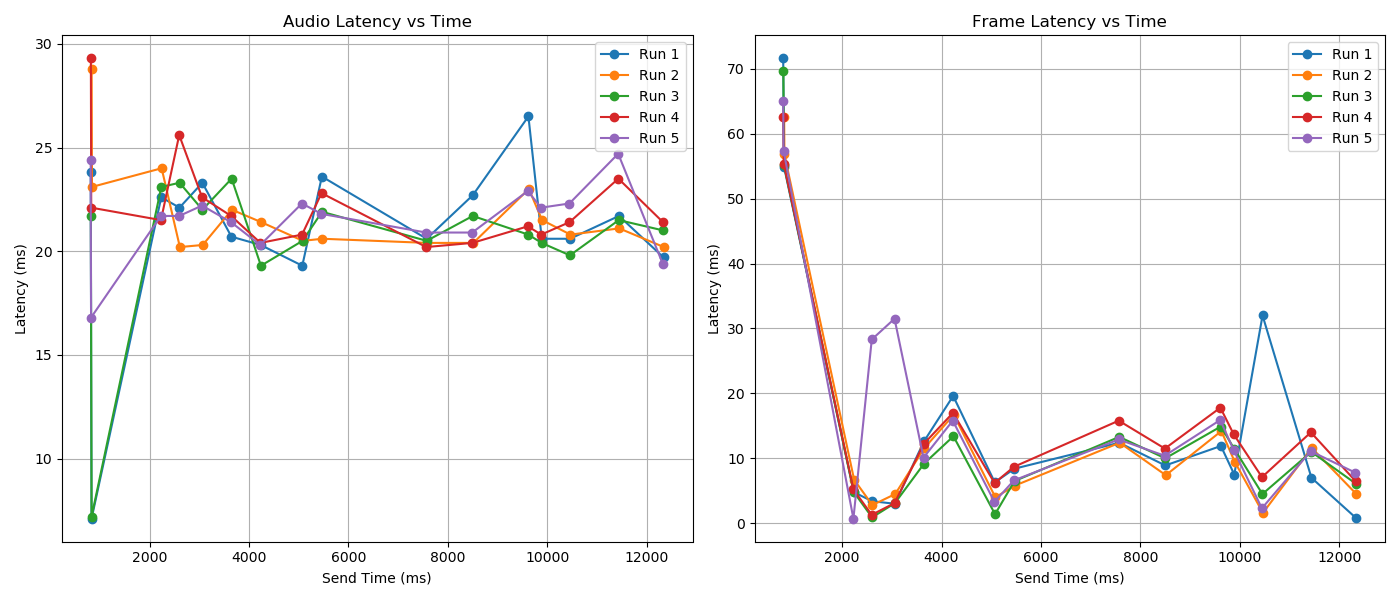 Audio Latency vs Time
Latency (ms)
30
25
20
15
10
Run 1
Run 2
Run 3
Run 4
Run 5
2000 4000 6000 8000 10000 12000
Send Time (ms)
Frame Latency vs Time
Latency (ms)
70
60
50
40
30
20
10
0
Run 1
Run 2
Run 3
Run 4
Run 5
2000 4000 6000 8000 10000 12000
Send Time (ms)